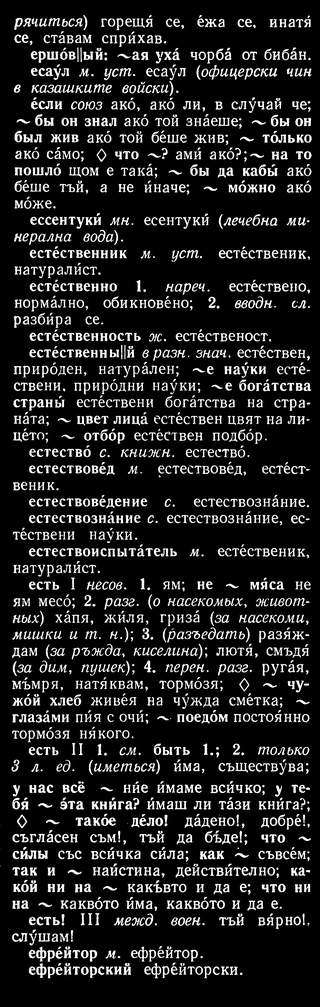 рячиться) горещя́ се, е́жа се, инатя́
се, ста́вам спри́хав.
ершо́в||ый: ~ая уха́ чорба́ от биба́н.
есау́л м. уст. есау́л (офицерски чин
в казашките войски).
е́сли союз ако́, ако́ ли, в слу́чай че;
~ бы он знал ако́ той зна́еше; ~ бы он
был жив ако́ той бе́ше жив; ~ то́лько
ако́ са́мо; ◊ что ~? ами́ ако́?; ~ на то
пошло́ щом е така́; ~ бы да кабы́ ако́
бе́ше тъй, а не и́наче; ~ мо́жно ако́
мо́же.
ессентуки́ мн. есентуки́ (лечебна ми-
нерална вода).
есте́ственник м. уст. есте́ственик,
натурали́ст.
есте́ственно 1. нареч. есте́ствено,
норма́лно, обикнове́но; 2. вводн. сл.
разби́ра се.
есте́ственность ж. есте́ственост.
есте́ственны||й в разн. знач. есте́ствен,
приро́ден, натура́лен; ~е нау́ки есте́-
ствени, приро́дни нау́ки; ~е бога́тства
страны́ есте́ствени бога́тства на стра-
на́та; ~ цвет лица́ есте́ствен цвят на ли-
це́то; ~ отбо́р есте́ствен подбо́р.
естество́ с. книжн. естество́.
естествове́д м. естествове́д, есте́ст-
веник.
естествове́дение с. естествозна́ние.
естествозна́ние с. естествозна́ние, ес-
те́ствени нау́ки.
естествоиспыта́тель м. есте́ственик,
натурали́ст.
есть I несов. 1. ям; не ~ мя́са не
ям месо́; 2. разг. (о насекомых, живот-
ных) ха́пя, жи́ля, гриза́ (за насекоми,
мишки и т. н.); 3. (разъедать) разя́ж-
дам (за ръжда, киселина); лютя́, смъдя́
(за дим, пушек); 4. перен. разг. руга́я,
мъ́мря, натя́квам, тормо́зя; ◊ ~ чу-
жо́й хлеб живе́я на чу́жда сме́тка; ~
глаза́ми пи́я с очи́; ~ пое́дом постоя́нно
тормо́зя ня́кого.
есть II 1. см. быть 1.; 2. только
3 л. ед. (иметься) и́ма, съществу́ва;
у нас всё ~ ни́е и́маме вси́чко; у те-
бя́ ~ э́та кни́га? и́маш ли та́зи кни́га?;
◊ ~ тако́е де́ло! да́дено!, добре́!,
съгла́сен съм!, тъй да бъ́де!; что ~
си́лы със вси́чка си́ла; как ~ съвсе́м;
так и ~ наи́стина, действи́телно; ка-
ко́й ни на ~ какъ́вто и да е; что ни
на ~ какво́то и́ма, какво́то и да е.
есть! III межд. воен. тъй вя́рно!,
слу́шам!
ефре́йтор м. ефре́йтор.
ефре́йторский ефре́йторски.